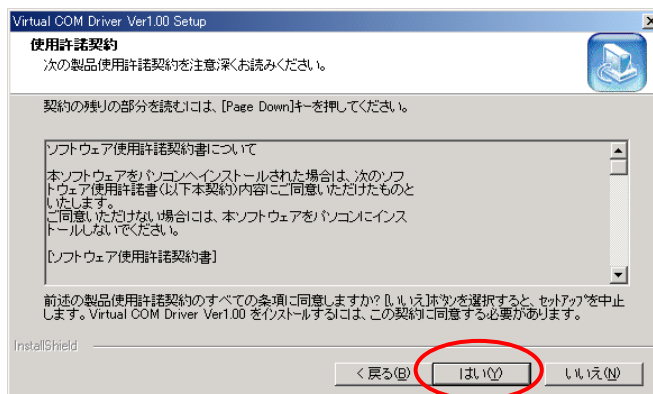 Virtual COM Driver Ver1.00 Setup
使用許諾契約
次の製品使用許諾契約を注意深くお読みください。
契約の残りの部分を読むには、[Page Down]キーを押してください。
ソフトウェア使用許諾契約書について
本ソフトウェアをパソコンへインストールされた場合は、次のソフ
トウェア使用許諾書(以下本契約)内容にご同意いただけたものと
いたします。
ご同意いただけない場合には、本ソフトウェアをパソコンにインス
トールしないでください。
[ソフトウェア使用許諾契約書]
前述の製品使用許諾契約のすべての条項に同意しますか? [いいえ]ボタンを選択すると、セットアップを中止
します。Virtual COM Driver Ver1.00 をインストールするには、この契約に同意する必要があります。
InstallShield
< 戻る(B)
はい(Y)
いいえ(N)